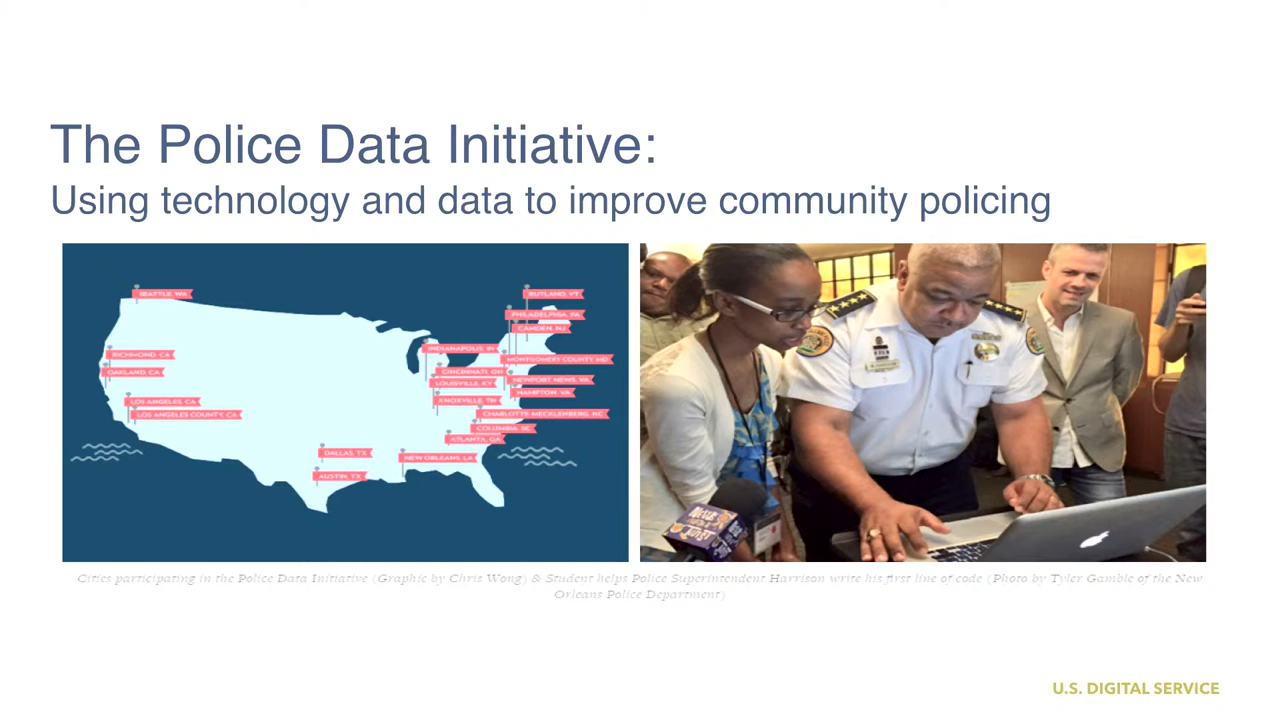 The Police Data Initiative:
Using technology and data to improve community policing
SEATTLE, WA
RUTLAND, VT
PHILADELPHIA, PA
CAMDEN, NJ
INDIANAPOLIS, IN
RICHMOND, CA
MONTGOMERY COUNTY MD
OAKLAND, CA
CINCINNATI, OH
NEWPORT NEWS, VA
LOUISVILLE, KY
HAMPTON, VA
LOS ANGELES, CA
KNOXVILLE, TN
LOS ANGELES COUNTY, CA
CHARLOTTE-MECKLENBERG, NC
COLUMBIA, SC
ATLANTA, GA
DALLAS, TX
NEW ORLEANS, LA
AUSTIN, TX
Cities participating in the Police Data Initiative (Graphic by Chris Wong) & Student helps Police Superintendent Harrison write his first line of code (Photo by Tyler Gamble of the New
Orleans Police Department)
U.S. DIGITAL SERVICE